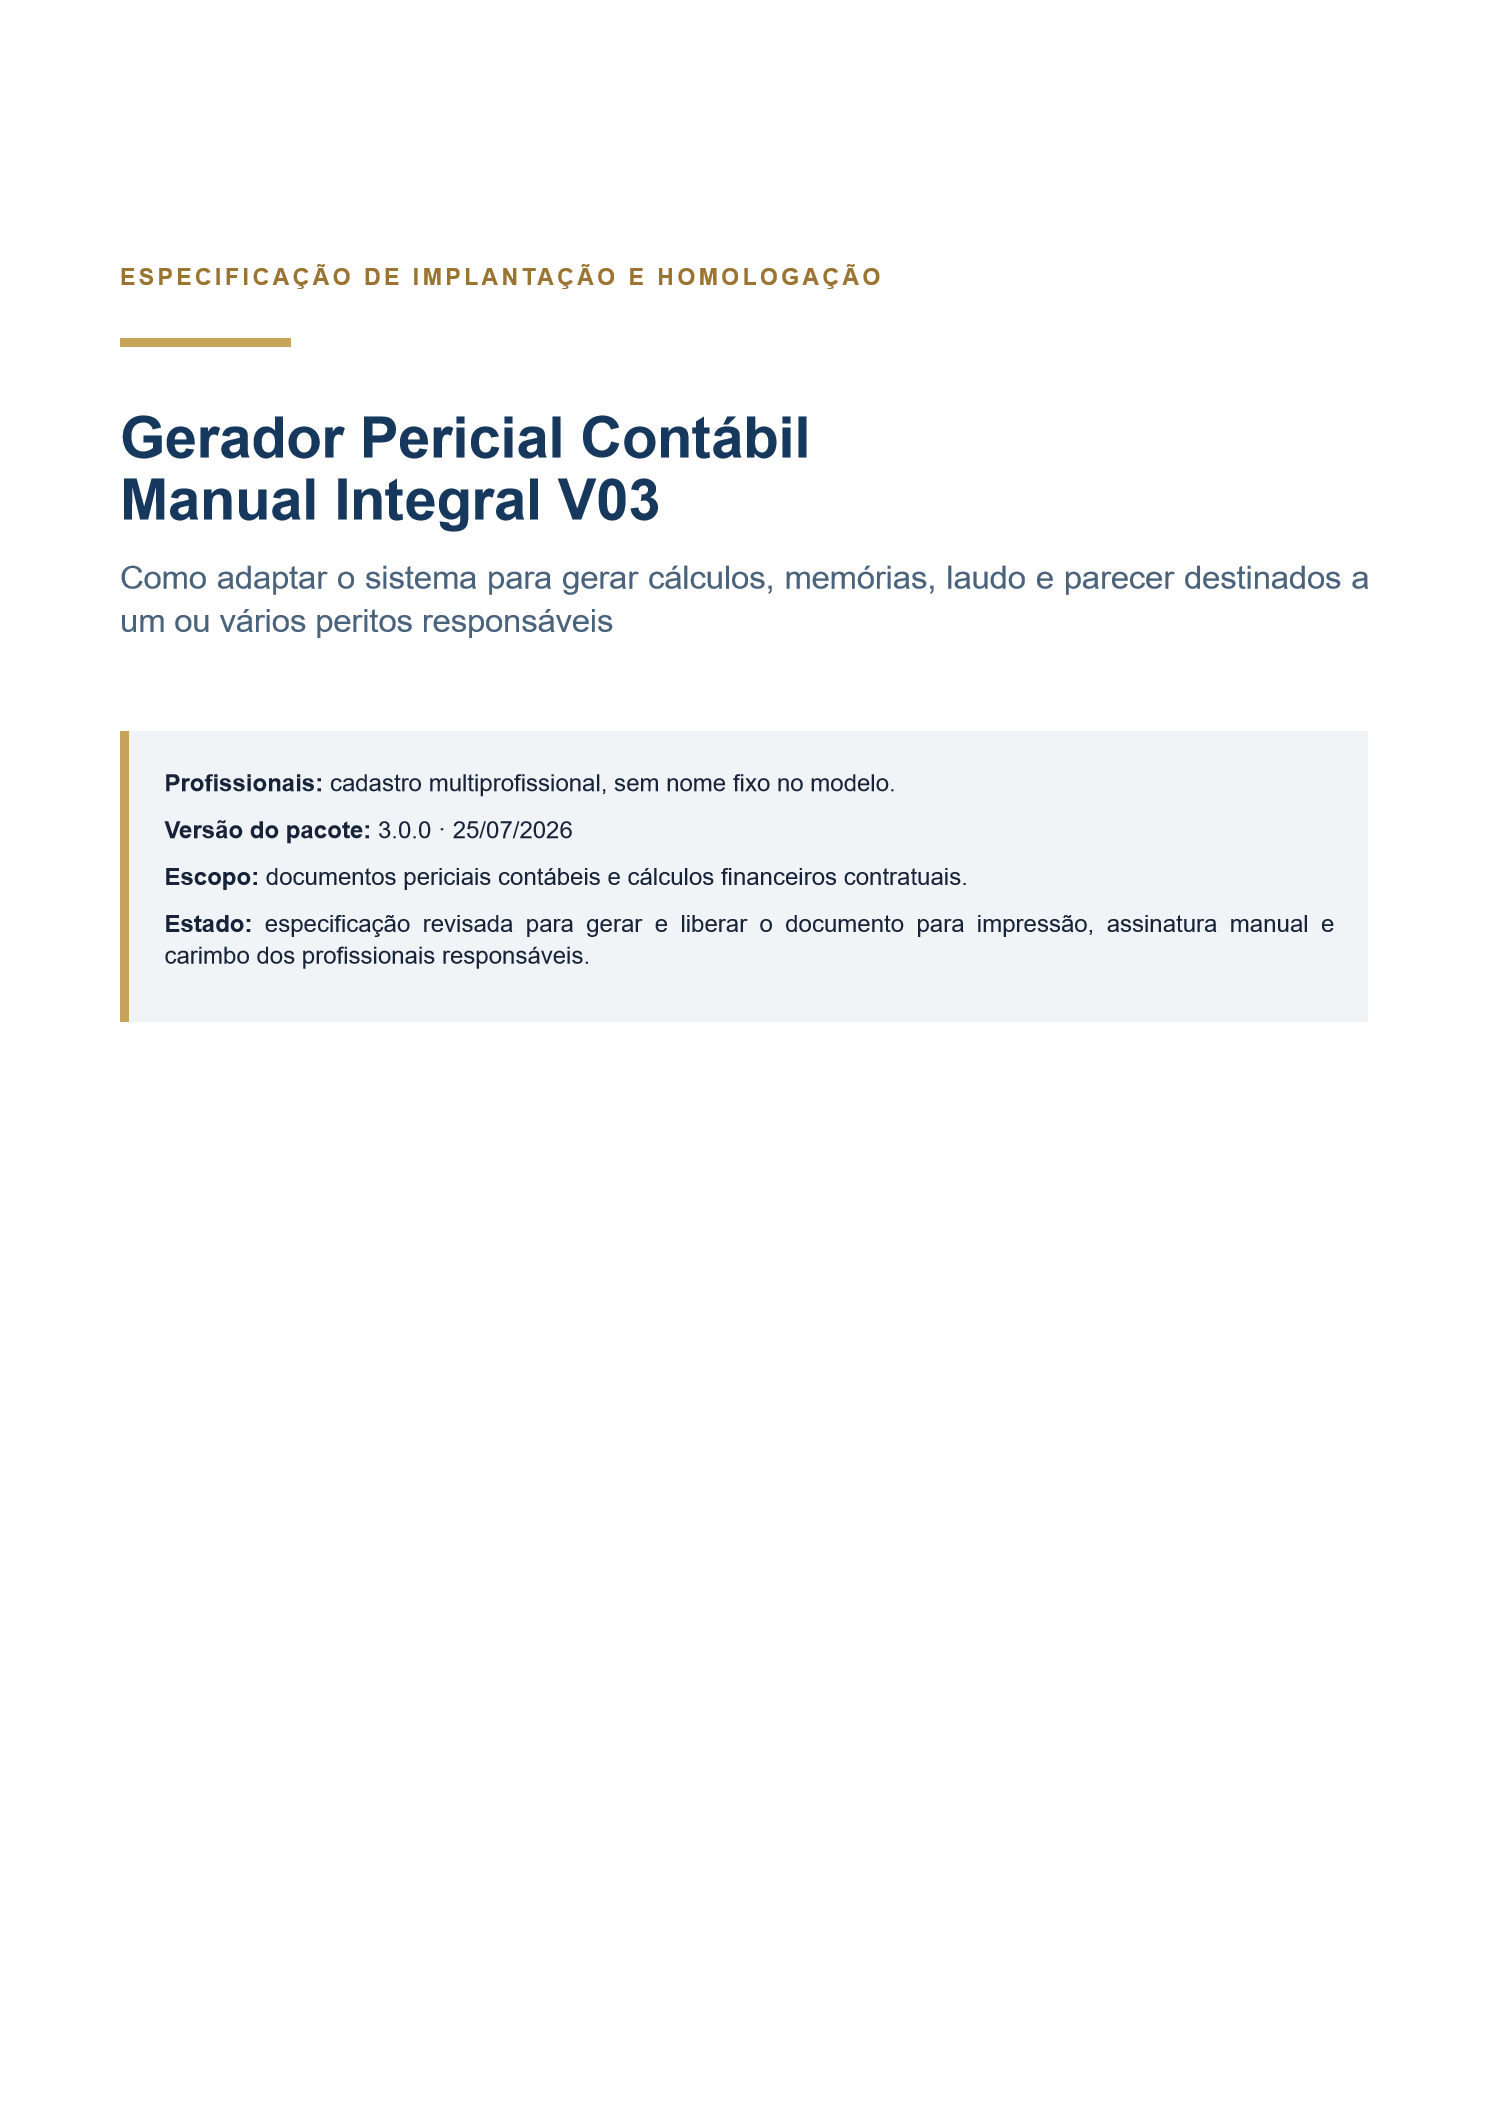 ESPECIFICAÇÃO DE IMPLANTAÇÃO E HOMOLOGAÇÃO
Gerador Pericial Contábil
Manual Integral V03
Como adaptar o sistema para gerar cálculos, memórias, laudo e parecer destinados a
um ou vários peritos responsáveis
Profissionais: cadastro multiprofissional, sem nome fixo no modelo.
Versão do pacote: 3.0.0 · 25/07/2026
Escopo: documentos periciais contábeis e cálculos financeiros contratuais.
Estado: especificação revisada para gerar e liberar o documento para impressão, assinatura manual e
carimbo dos profissionais responsáveis.